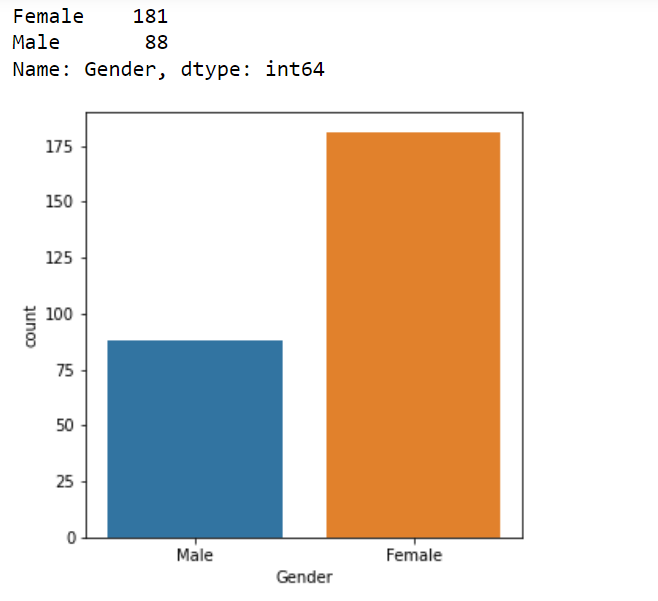 Female    181
Male       88
Name: Gender, dtype: int64
175
150
125
100
75
50
25
0
count
Male Female
Gender